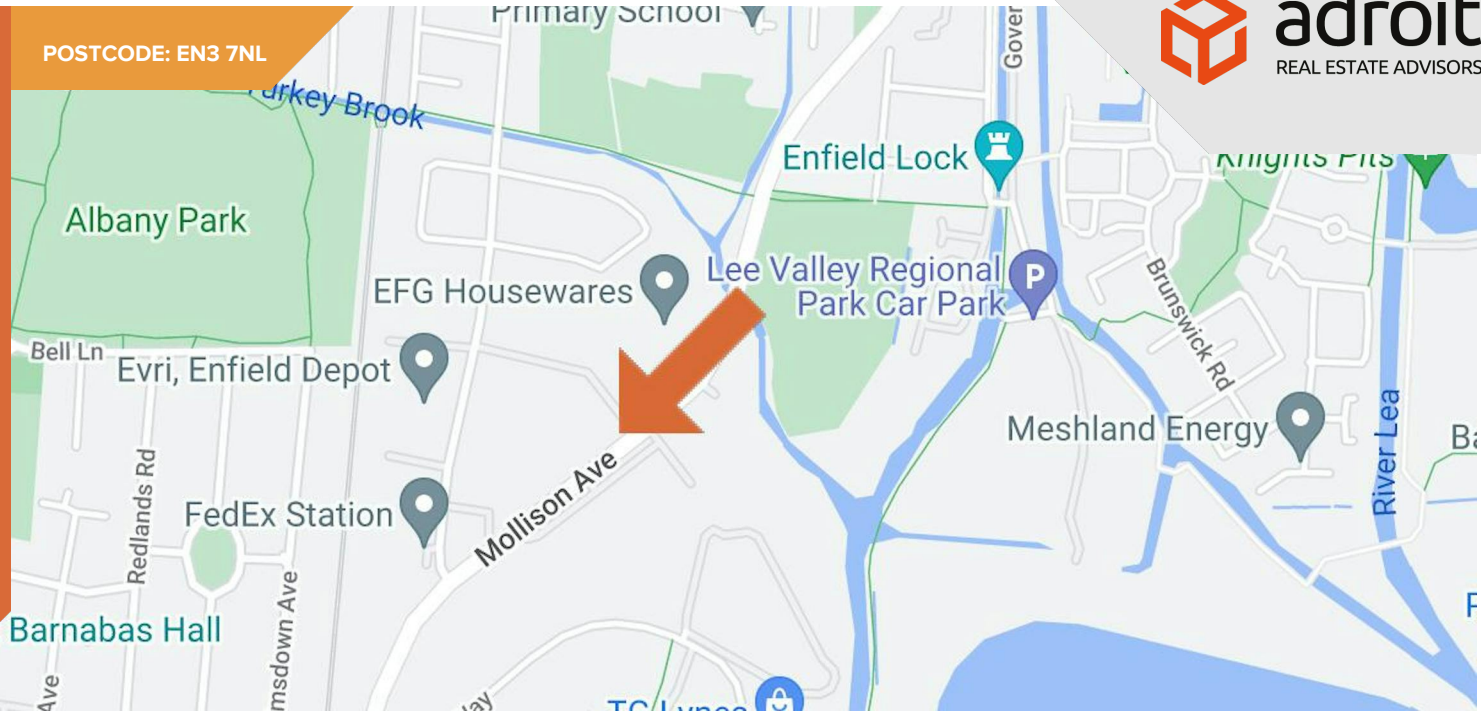 Primary School
POSTCODE: EN3 7NL
adroit
REAL ESTATE ADVISORS
Turkey Brook
Enfield Lock
Knights Pits
Albany Park
EFG Housewares
Lee Valley Regional
Park Car Park
P
Bell Ln
Evri, Enfield Depot
Brunswick Rd
Meshland Energy
River Lea
Mollison Ave
Redlands Rd
FedEx Station
Barnabas Hall
Ave